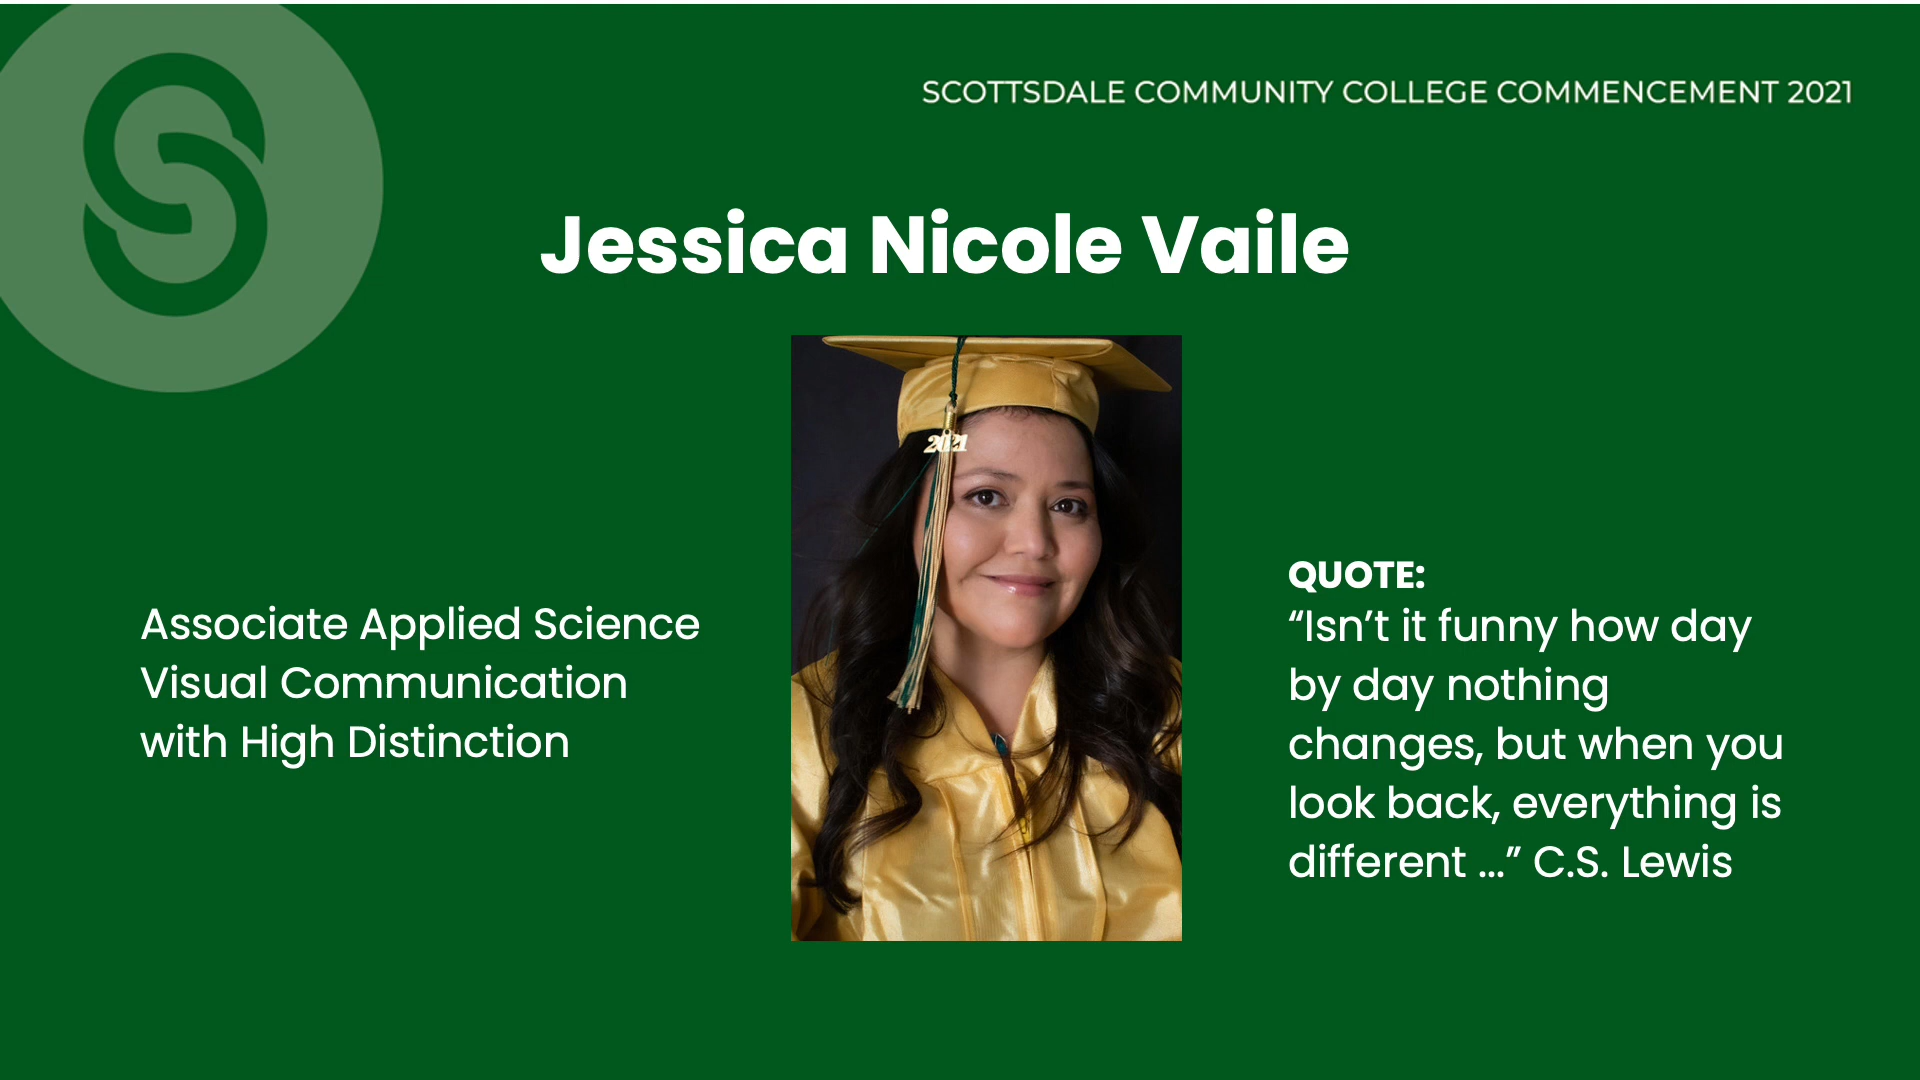 SCOTTSDALE COMMUNITY COLLEGE COMMENCEMENT 2021
Jessica Nicole Vaile
2021
Associate Applied Science
Visual Communication
with High Distinction
QUOTE:
“Isn’t it funny how day
by day nothing
changes, but when you
look back, everything is
different ...” C.S. Lewis